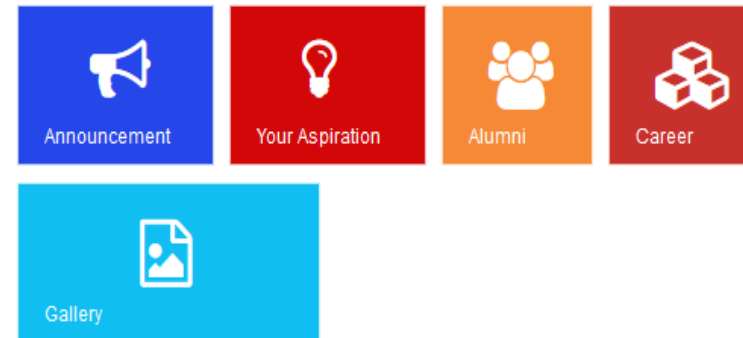 Announcement
Your Aspiration
Alumni
Career
Gallery